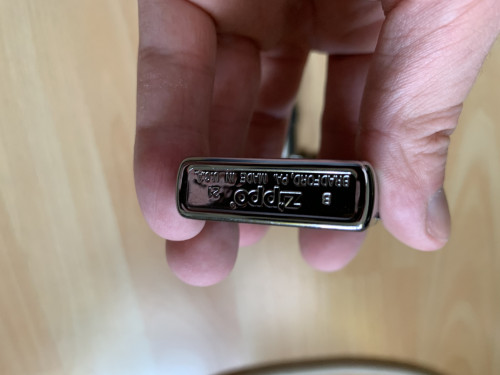 B zippo
BRADFORD, PA. MADE IN U.S.A.